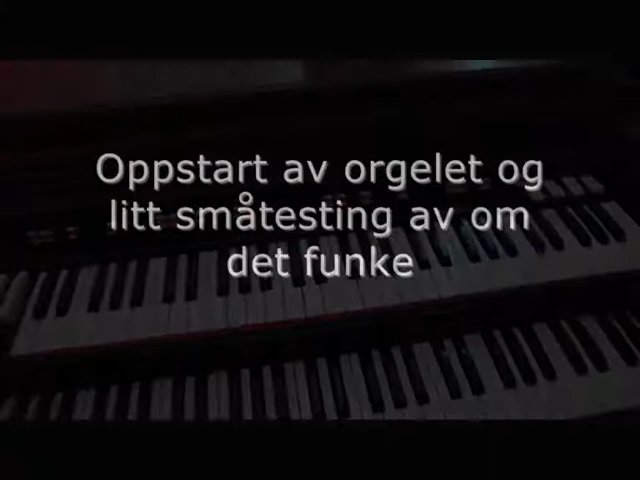 Oppstart av orgelet og
litt småtesting av om
det funke